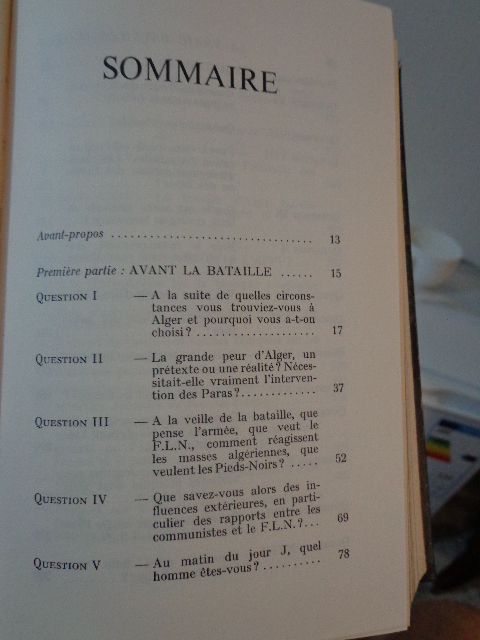 SOMMAIRE
Avant-propos ................................ 13
Première partie : AVANT LA BATAILLE ...... 15
QUESTION I — A la suite de quelles circons-
tances vous trouviez-vous à
Alger et pourquoi vous a-t-on
choisi ? .................... 17
QUESTION II — La grande peur d'Alger, un
prétexte ou une réalité ? Néces-
sitait-elle vraiment l'interven-
tion des Paras ?............. 37
QUESTION III — A la veille de la bataille, que
pense l'armée, que veut le
F.L.N., comment réagissent
les masses algériennes, que
veulent les Pieds-Noirs ? ..... 52
QUESTION IV — Que savez-vous alors des in-
fluences extérieures, en parti-
culier des rapports entre les
communistes et le F.L.N. ?... 69
QUESTION V — Au matin du jour J, quel
homme êtes-vous ? .......... 78